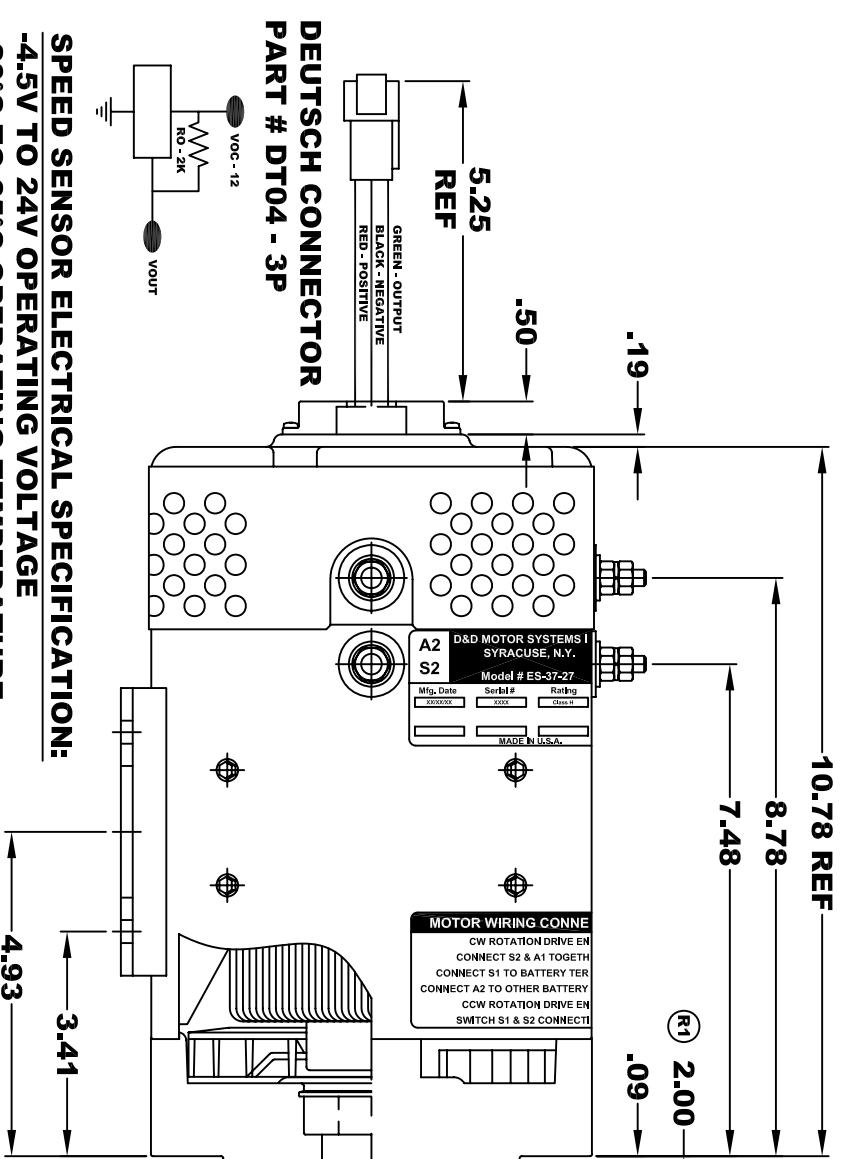 DEUTSCH CONNECTOR
PART # DT04 - 3P
5.25
REF
GREEN - OUTPUT
BLACK - NEGATIVE
RED - POSITIVE
VOC - 12
RO - 2K
VOUT
SPEED SENSOR ELECTRICAL SPECIFICATION:
-4.5V TO 24V OPERATING VOLTAGE
.50
.19
10.78 REF
8.78
7.48
R1 2.00
.09
3.41
4.93
A2
S2
D&D MOTOR SYSTEMS I
SYRACUSE, N.Y.
Model # ES-37-27
Mfg. Date Serial # Rating
XX/XX/XX XXXX Class H
MADE IN U.S.A.
MOTOR WIRING CONNE
CW ROTATION DRIVE EN
CONNECT S2 & A1 TOGETH
CONNECT S1 TO BATTERY TER
CONNECT A2 TO OTHER BATTERY
CCW ROTATION DRIVE EN
SWITCH S1 & S2 CONNECTI